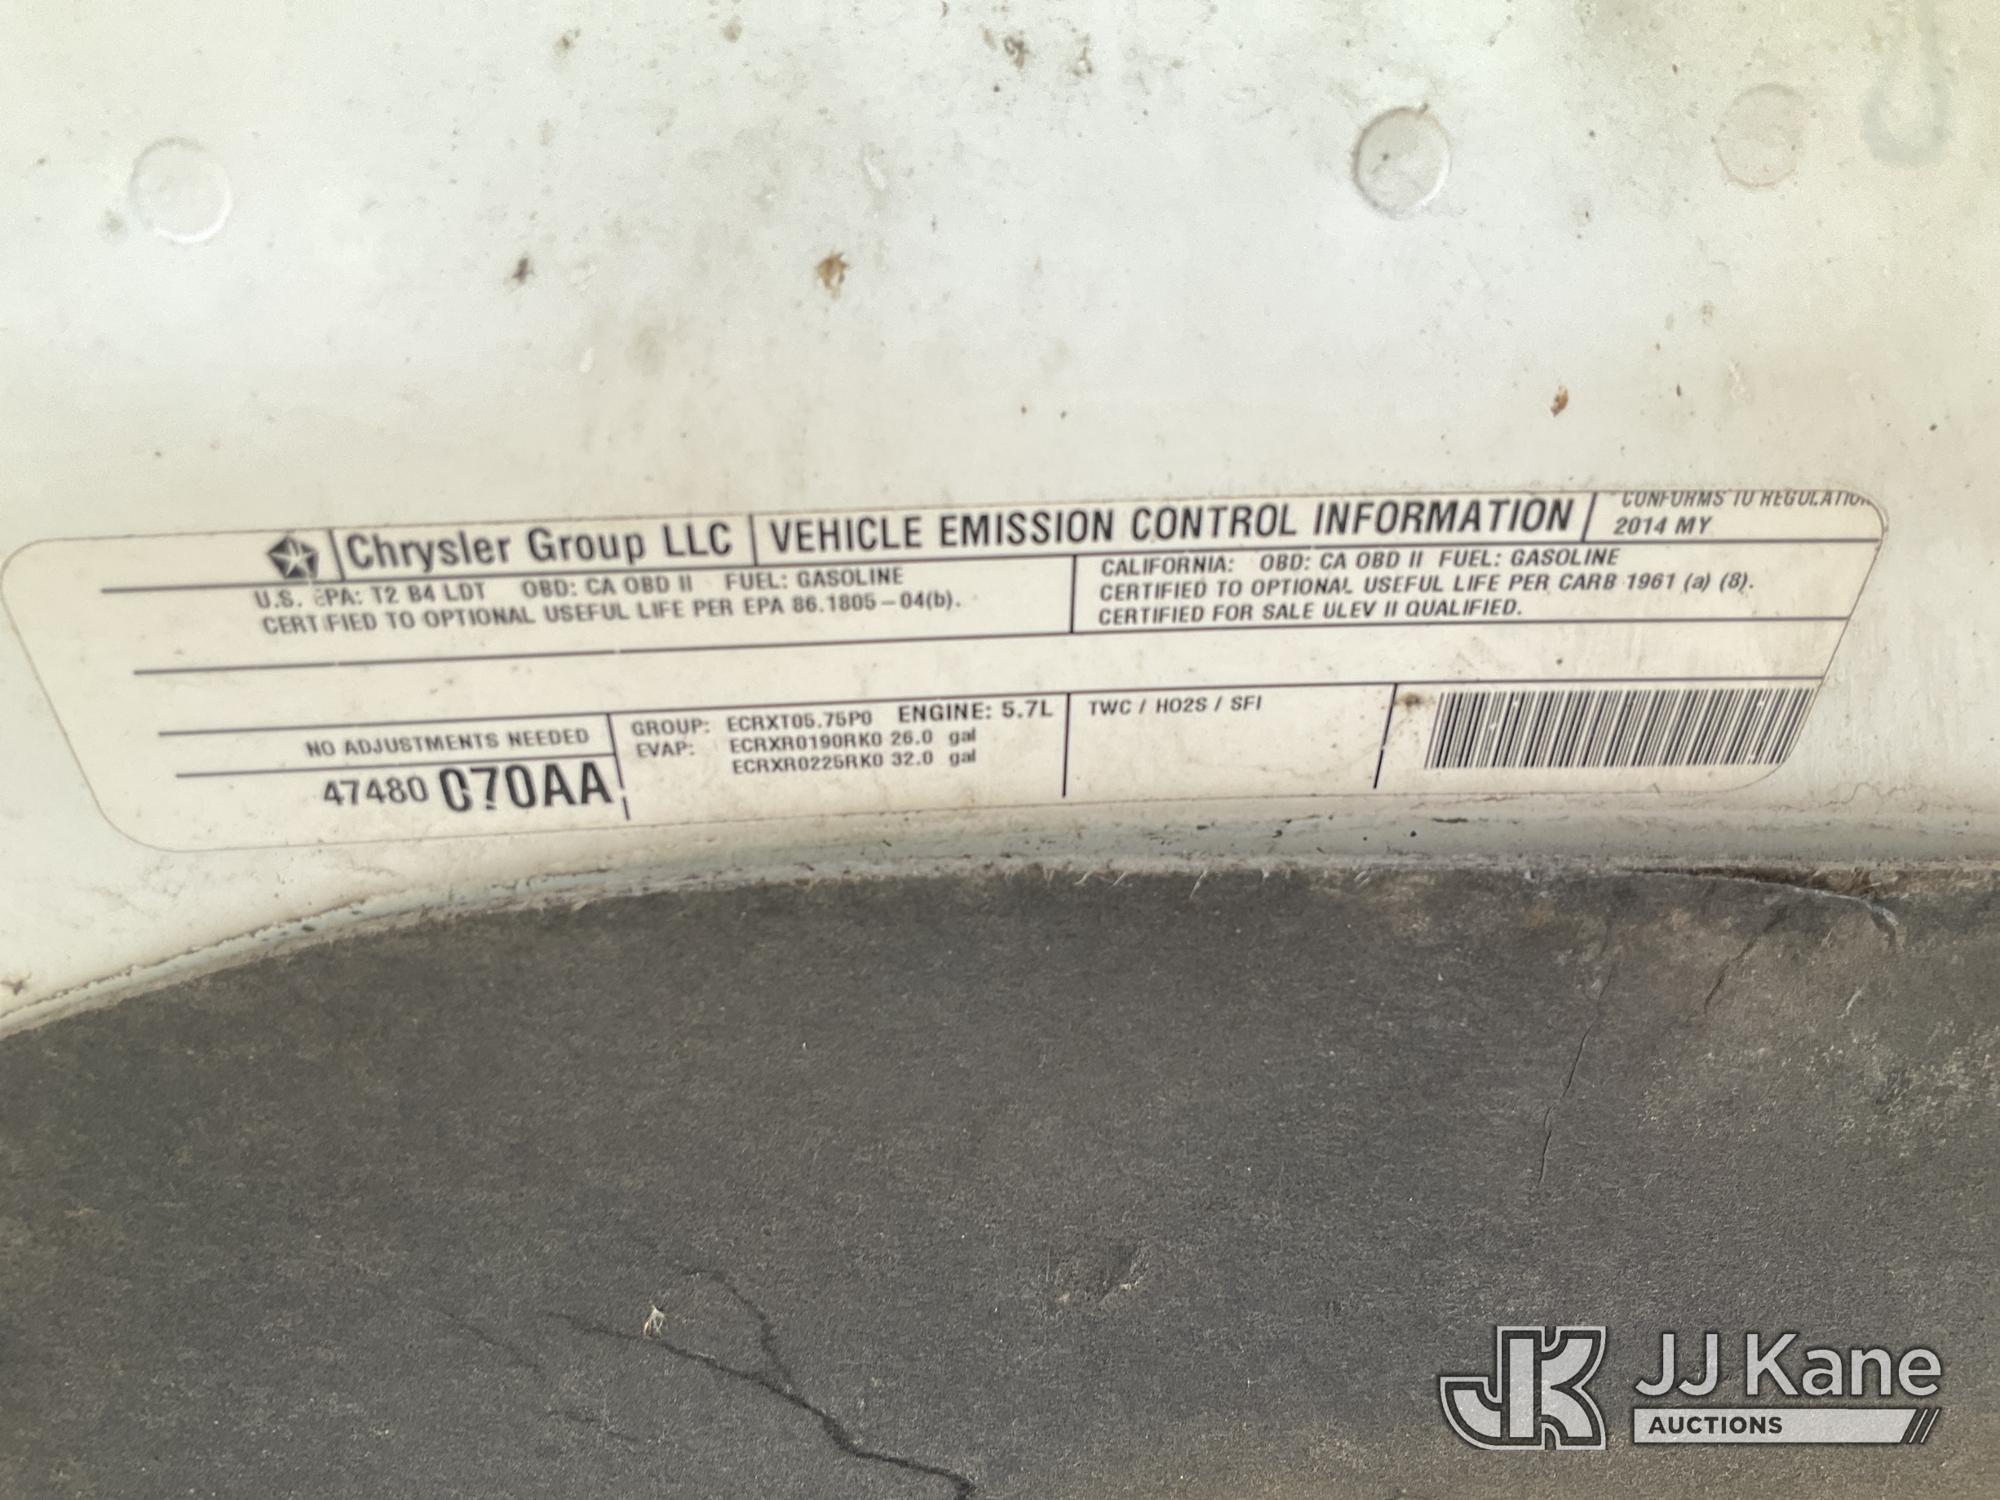 Chrysler Group LLC VEHICLE EMISSION CONTROL INFORMATION
CONFORMS TO REGULATION
2014 MY
U.S. EPA: T2 B4 LDT OBD: CA OBD II FUEL: GASOLINE
CERTIFIED TO OPTIONAL USEFUL LIFE PER EPA 86.1805-04(b).
CALIFORNIA: OBD: CA OBD II FUEL: GASOLINE
CERTIFIED TO OPTIONAL USEFUL LIFE PER CARB 1961 (a) (8).
CERTIFIED FOR SALE ULEV II QUALIFIED.
NO ADJUSTMENTS NEEDED
47480 070AA
GROUP: ECRXT05.75P0 ENGINE: 5.7L
EVAP: ECRXR0190RK0 26.0 gal
ECRXR0225RK0 32.0 gal
TWC / HO2S / SFI
JK JJ Kane
AUCTIONS